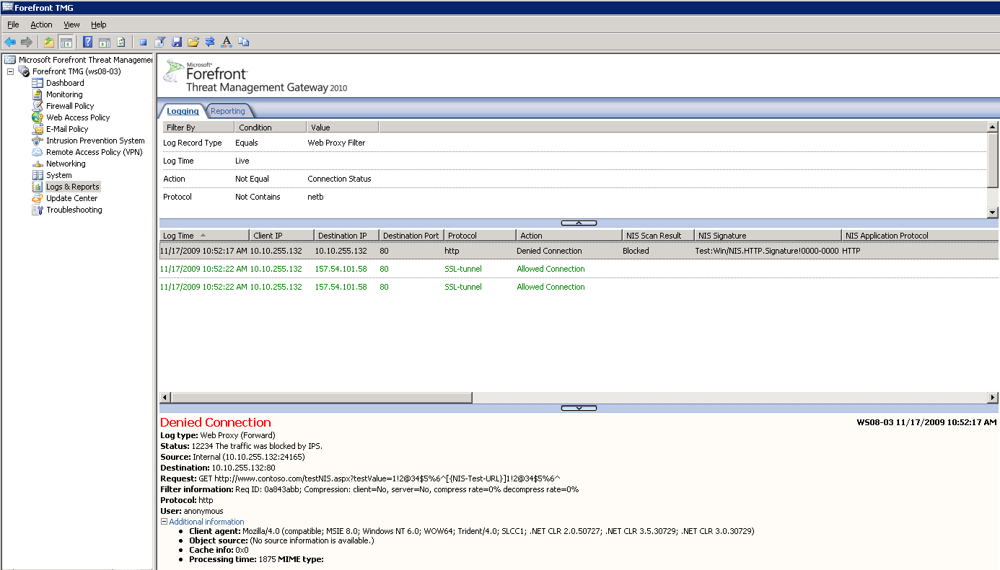 Forefront TMG
File Action View Help
Microsoft Forefront Threat Manageme
Forefront TMG (ws08-03)
Dashboard
Monitoring
Firewall Policy
Web Access Policy
E-Mail Policy
Intrusion Prevention System
Remote Access Policy (VPN)
Networking
System
Logs & Reports
Update Center
Troubleshooting
Microsoft®
Forefront™
Threat Management Gateway 2010
Logging Reporting
Filter By Condition Value
Log Record Type Equals Web Proxy Filter
Log Time Live
Action Not Equal Connection Status
Protocol Not Contains netb
Log Time Client IP Destination IP Destination Port Protocol Action NIS Scan Result NIS Signature NIS Application Protocol
11/17/2009 10:52:17 AM 10.10.255.132 10.10.255.132 80 http Denied Connection Blocked Test:Win/NIS.HTTP.Signature!0000-0000 HTTP
11/17/2009 10:52:22 AM 10.10.255.132 157.54.101.58 80 SSL-tunnel Allowed Connection
11/17/2009 10:52:22 AM 10.10.255.132 157.54.101.58 80 SSL-tunnel Allowed Connection
Denied Connection WS08-03 11/17/2009 10:52:17 AM
Log type: Web Proxy (Forward)
Status: 12234 The traffic was blocked by IPS.
Source: Internal (10.10.255.132:24165)
Destination: 10.10.255.132:80
Request: GET http://www.contoso.com/testNIS.aspx?testValue=1!2@34$5%6^[{NIS-Test-URL}]1!2@34$5%6^
Filter information: Req ID: 0a843abb; Compression: client=No, server=No, compress rate=0% decompress rate=0%
Protocol: http
User: anonymous
Additional information
Client agent: Mozilla/4.0 (compatible; MSIE 8.0; Windows NT 6.0; WOW64; Trident/4.0; SLCC1; .NET CLR 2.0.50727; .NET CLR 3.5.30729; .NET CLR 3.0.30729)
Object source: (No source information is available.)
Cache info: 0x0
Processing time: 1875 MIME type: